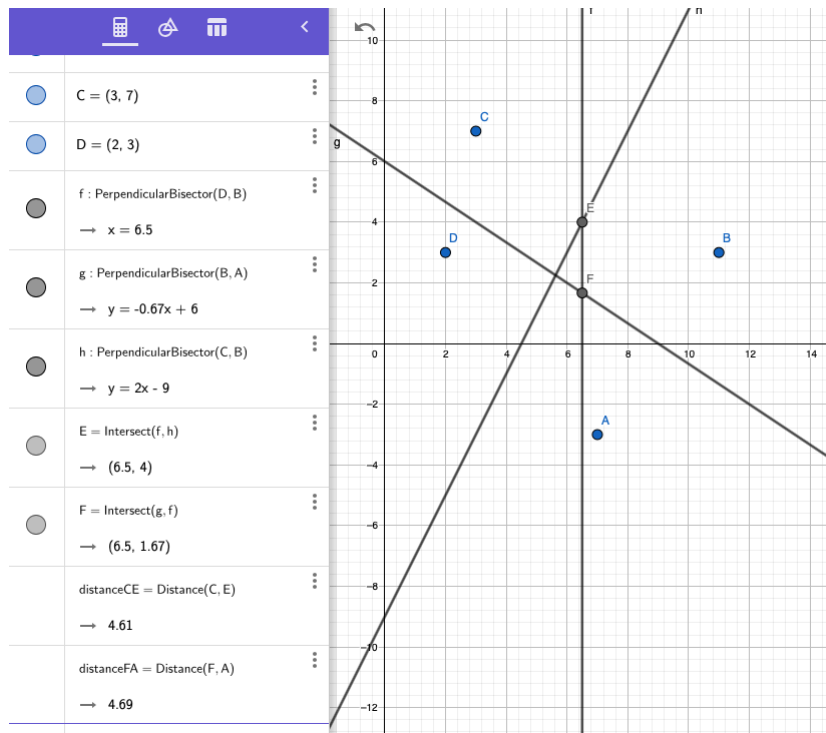 C = (3, 7)
D = (2, 3)
f : PerpendicularBisector(D, B)
→ x = 6.5
g : PerpendicularBisector(B, A)
→ y = -0.67x + 6
h : PerpendicularBisector(C, B)
→ y = 2x - 9
E = Intersect(f, h)
→ (6.5, 4)
F = Intersect(g, f)
→ (6.5, 1.67)
distanceCE = Distance(C, E)
→ 4.61
distanceFA = Distance(F, A)
→ 4.69
10
8
C
g
6
4
E
D
B
2
F
0
2
4
6
8
10
12
14
−2
A
−4
−6
−8
−10
−12